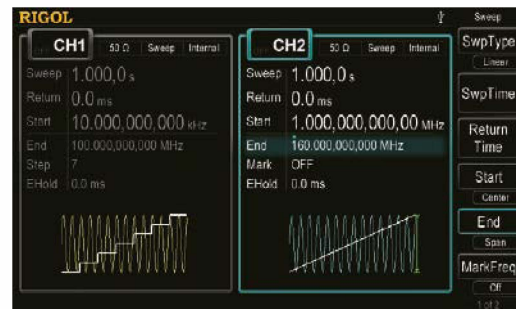 RIGOL
Sweep
CH1 50 Ω Sweep Internal
Sweep 1.000,0 s
Return 0.0 ms
Start 10.000,000,000 kHz
End 100.000,000,000 MHz
Step 7
EHold 0.0 ms
CH2 50 Ω Sweep Internal
Sweep 1.000,0 s
Return 0.0 ms
Start 1.000,000,000,00 MHz
End 160.000,000,000 MHz
Mark OFF
EHold 0.0 ms
SwpType
Linear
SwpTime
Return
Time
Start
Center
End
Span
MarkFreq
Off
1 of 2